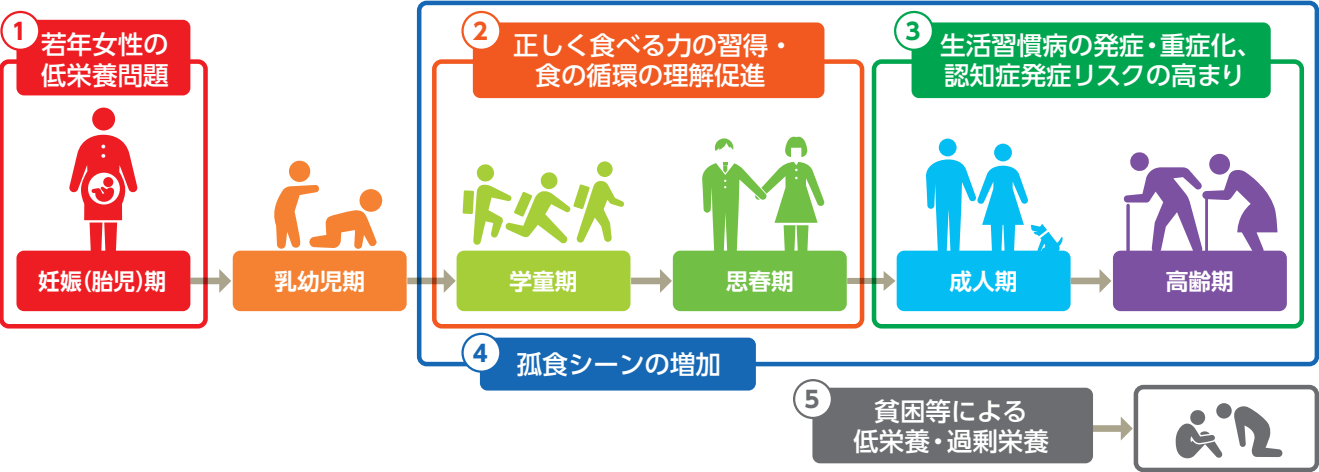 1
若年女性の
低栄養問題
2
正しく食べる力の習得・
食の循環の理解促進
3
生活習慣病の発症・重症化、
認知症発症リスクの高まり
妊娠(胎児)期
乳幼児期
学童期
思春期
成人期
高齢期
4
孤食シーンの増加
5
貧困等による
低栄養・過剰栄養